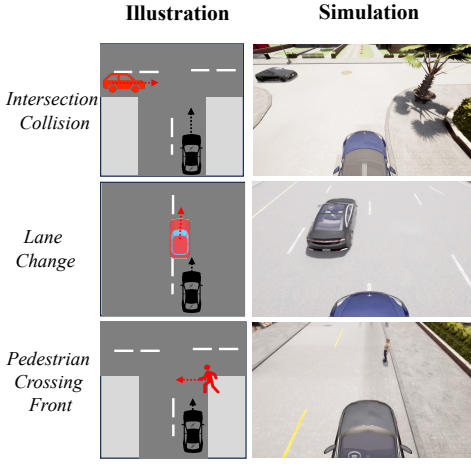 Illustration Simulation
Intersection
Collision
Lane
Change
Pedestrian
Crossing
Front